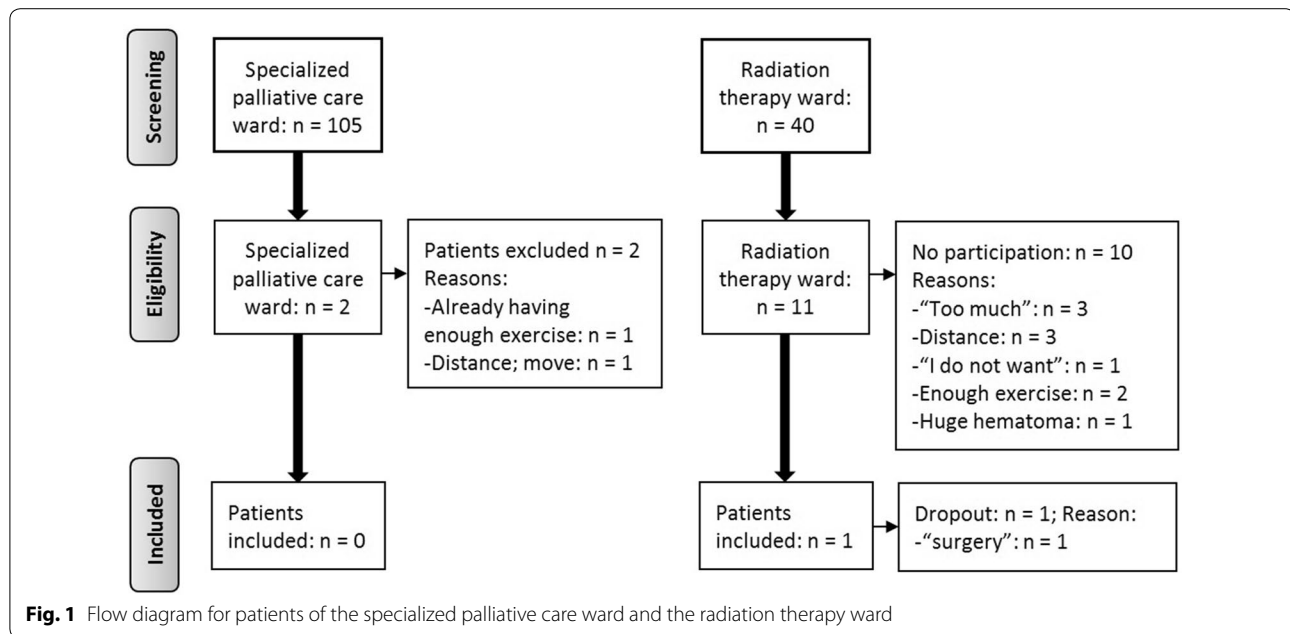 Screening
Specialized
palliative care
ward: n = 105
Radiation
therapy ward:
n = 40
Eligibility
Specialized
palliative care
ward: n = 2
Patients excluded n = 2
Reasons:
-Already having
enough exercise: n = 1
-Distance; move: n = 1
Radiation
therapy ward:
n = 11
No participation: n = 10
Reasons:
-“Too much”: n = 3
-Distance: n = 3
-“I do not want”: n = 1
-Enough exercise: n = 2
-Huge hematoma: n = 1
Included
Patients
included: n = 0
Patients
included: n = 1
Dropout: n = 1; Reason:
-“surgery”: n = 1
Fig. 1 Flow diagram for patients of the specialized palliative care ward and the radiation therapy ward